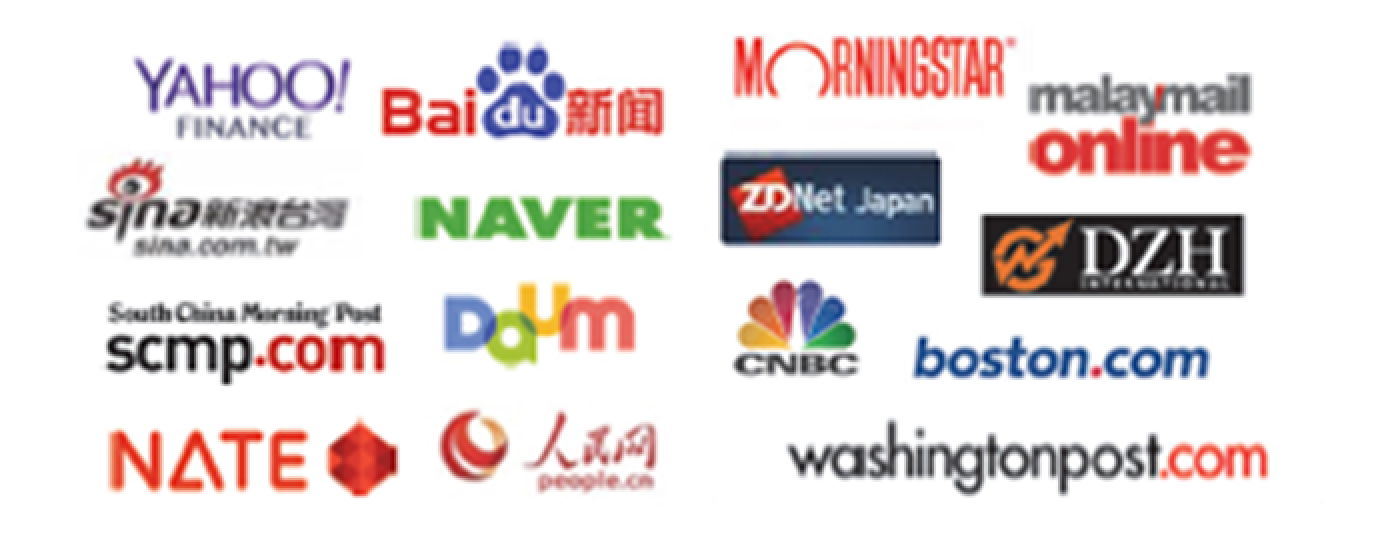 YAHOO!
FINANCE
Baidu新闻
MORNINGSTAR
malaymail
online
sina新浪台灣
sina.com.tw
NAVER
ZDNet Japan
DZH
INTERNATIONAL
South China Morning Post
scmp.com
Daum
CNBC
boston.com
NATE
人民网
people.cn
washingtonpost.com